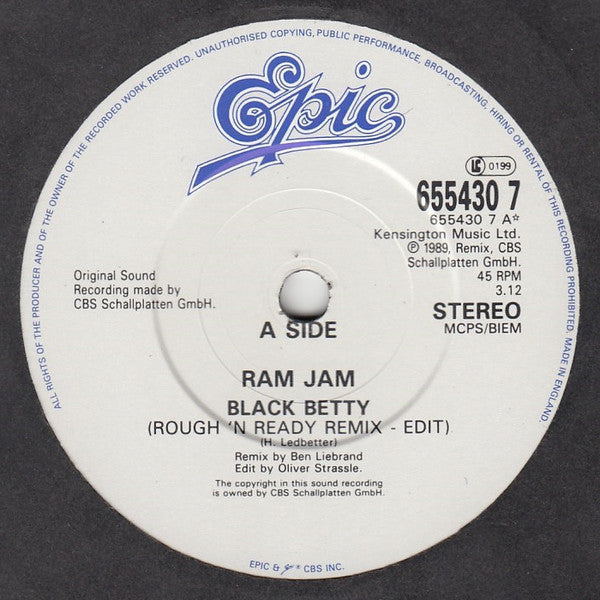 ALL RIGHTS OF THE PRODUCER AND OF THE OWNER OF THE RECORDED WORK RESERVED. UNAUTHORISED COPYING, PUBLIC PERFORMANCE, BROADCASTING, HIRING OR RENTAL OF THIS RECORDING PROHIBITED. MADE IN ENGLAND.
Epic
LC 0199
655430 7
655430 7 A☆
Kensington Music Ltd.
℗ 1989, Remix, CBS
Schallplatten GmbH.
45 RPM
3.12
STEREO
MCPS/BIEM
Original Sound
Recording made by
CBS Schallplatten GmbH.
A SIDE
RAM JAM
BLACK BETTY
(ROUGH 'N READY REMIX - EDIT)
(H. Ledbetter)
Remix by Ben Liebrand
Edit by Oliver Strassle.
The copyright in this sound recording
is owned by CBS Schallplatten GmbH.
EPIC & CBS INC.